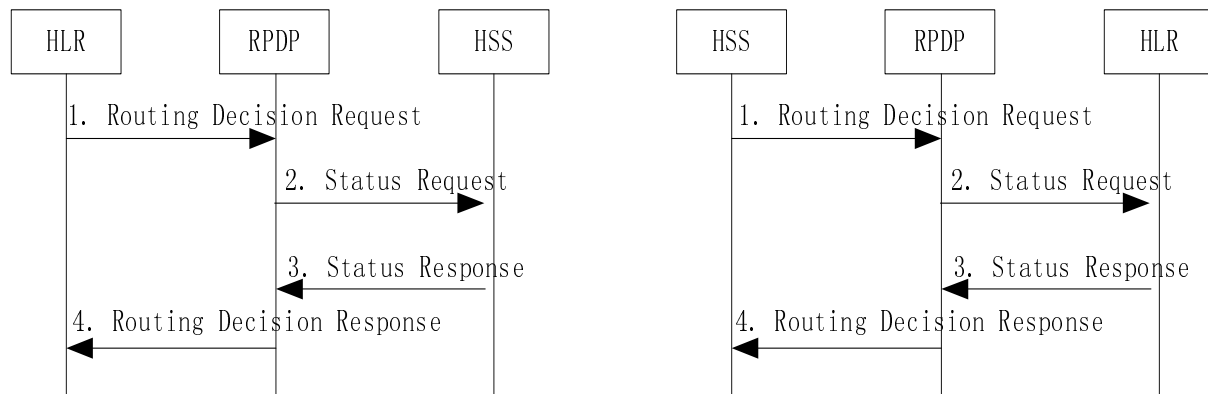 HLR
RPDP
HSS
1. Routing Decision Request
2. Status Request
3. Status Response
4. Routing Decision Response
HSS
RPDP
HLR
1. Routing Decision Request
2. Status Request
3. Status Response
4. Routing Decision Response